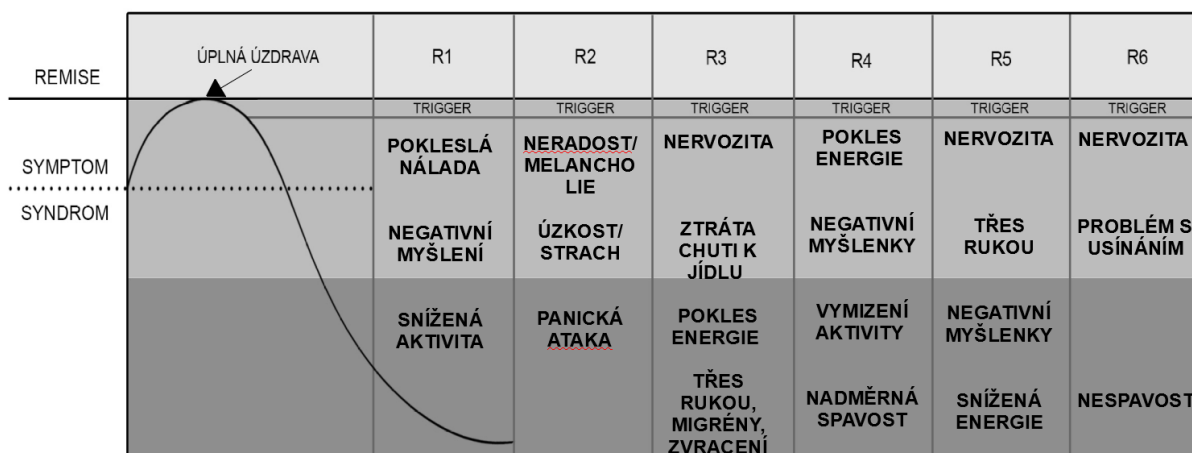 ÚPLNÁ ÚZDRAVA
R1
R2
R3
R4
R5
R6
REMISE
TRIGGER
TRIGGER
TRIGGER
TRIGGER
TRIGGER
TRIGGER
SYMPTOM
SYNDROM
POKLESLÁ
NÁLADA
NERADOST/
MELANCHO
LIE
NERVOZITA
POKLES
ENERGIE
NERVOZITA
NERVOZITA
NEGATIVNÍ
MYŠLENÍ
ÚZKOST/
STRACH
ZTRÁTA
CHUTI K
JÍDLU
NEGATIVNÍ
MYŠLENKY
TŘES
RUKOU
PROBLÉM S
USÍNÁNÍM
SNÍŽENÁ
AKTIVITA
PANICKÁ
ATAKA
POKLES
ENERGIE
VYMIZENÍ
AKTIVITY
NEGATIVNÍ
MYŠLENKY
TŘES
RUKOU,
MIGRÉNY,
ZVRACENÍ
NADMĚRNÁ
SPAVOST
SNÍŽENÁ
ENERGIE
NESPAVOST